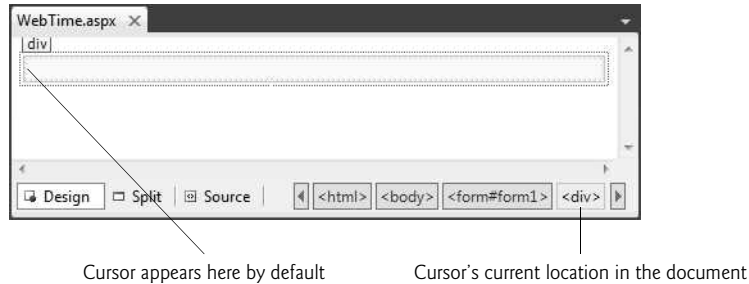 WebTime.aspx
div
Design Split Source <html> <body> <form#form1> <div>
Cursor appears here by default Cursor's current location in the document